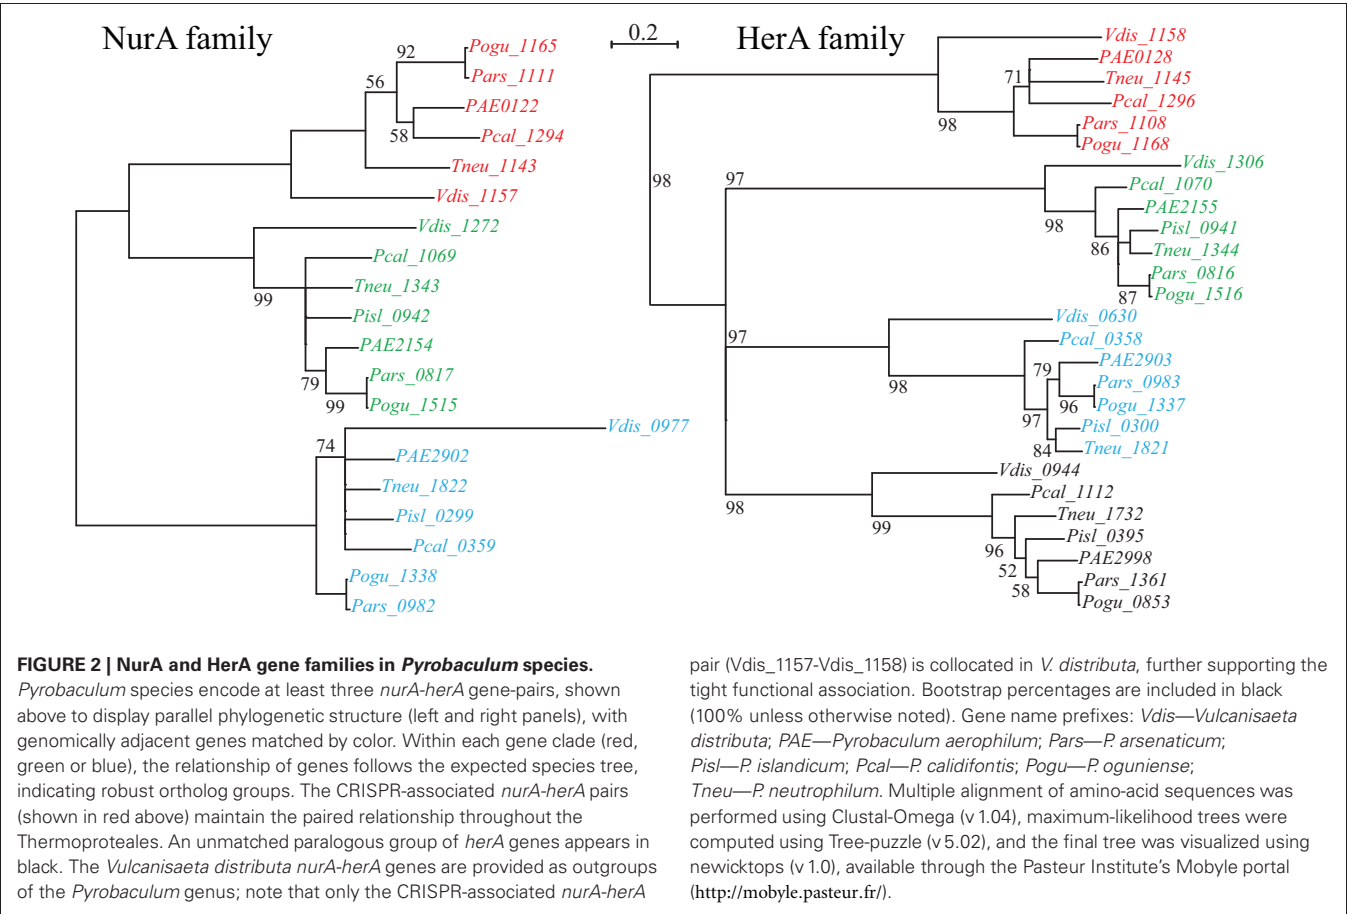 NurA family
0.2
HerA family
Pogu_1165
92
Pars_1111
56
PAE0122
58
Pcal_1294
Tneu_1143
Vdis_1157
Vdis_1272
Pcal_1069
99
Tneu_1343
Pisl_0942
PAE2154
79
Pars_0817
99
Pogu_1515
Vdis_0977
74
PAE2902
Tneu_1822
Pisl_0299
Pcal_0359
Pogu_1338
Pars_0982
Vdis_1158
PAE0128
71
Tneu_1145
Pcal_1296
98
Pars_1108
Pogu_1168
98
97
Vdis_1306
Pcal_1070
98
PAE2155
86
Pisl_0941
Tneu_1344
Pars_0816
87
Pogu_1516
97
Vdis_0630
Pcal_0358
98
79
PAE2903
Pars_0983
96
Pogu_1337
97
Pisl_0300
84
Tneu_1821
98
Vdis_0944
Pcal_1112
99
Tneu_1732
96
Pisl_0395
52
PAE2998
58
Pars_1361
Pogu_0853
FIGURE 2 | NurA and HerA gene families in Pyrobaculum species.
Pyrobaculum species encode at least three nurA-herA gene-pairs, shown
above to display parallel phylogenetic structure (left and right panels), with
genomically adjacent genes matched by color. Within each gene clade (red,
green or blue), the relationship of genes follows the expected species tree,
indicating robust ortholog groups. The CRISPR-associated nurA-herA pairs
(shown in red above) maintain the paired relationship throughout the
Thermoproteales. An unmatched paralogous group of herA genes appears in
black. The Vulcanisaeta distributa nurA-herA genes are provided as outgroups
of the Pyrobaculum genus; note that only the CRISPR-associated nurA-herA
pair (Vdis_1157-Vdis_1158) is collocated in V. distributa, further supporting the
tight functional association. Bootstrap percentages are included in black
(100% unless otherwise noted). Gene name prefixes: Vdis—Vulcanisaeta
distributa; PAE—Pyrobaculum aerophilum; Pars—P. arsenaticum;
Pisl—P. islandicum; Pcal—P. calidifontis; Pogu—P. oguniense;
Tneu—P. neutrophilum. Multiple alignment of amino-acid sequences was
performed using Clustal-Omega (v 1.04), maximum-likelihood trees were
computed using Tree-puzzle (v 5.02), and the final tree was visualized using
newicktops (v 1.0), available through the Pasteur Institute's Mobyle portal
(http://mobyle.pasteur.fr/).